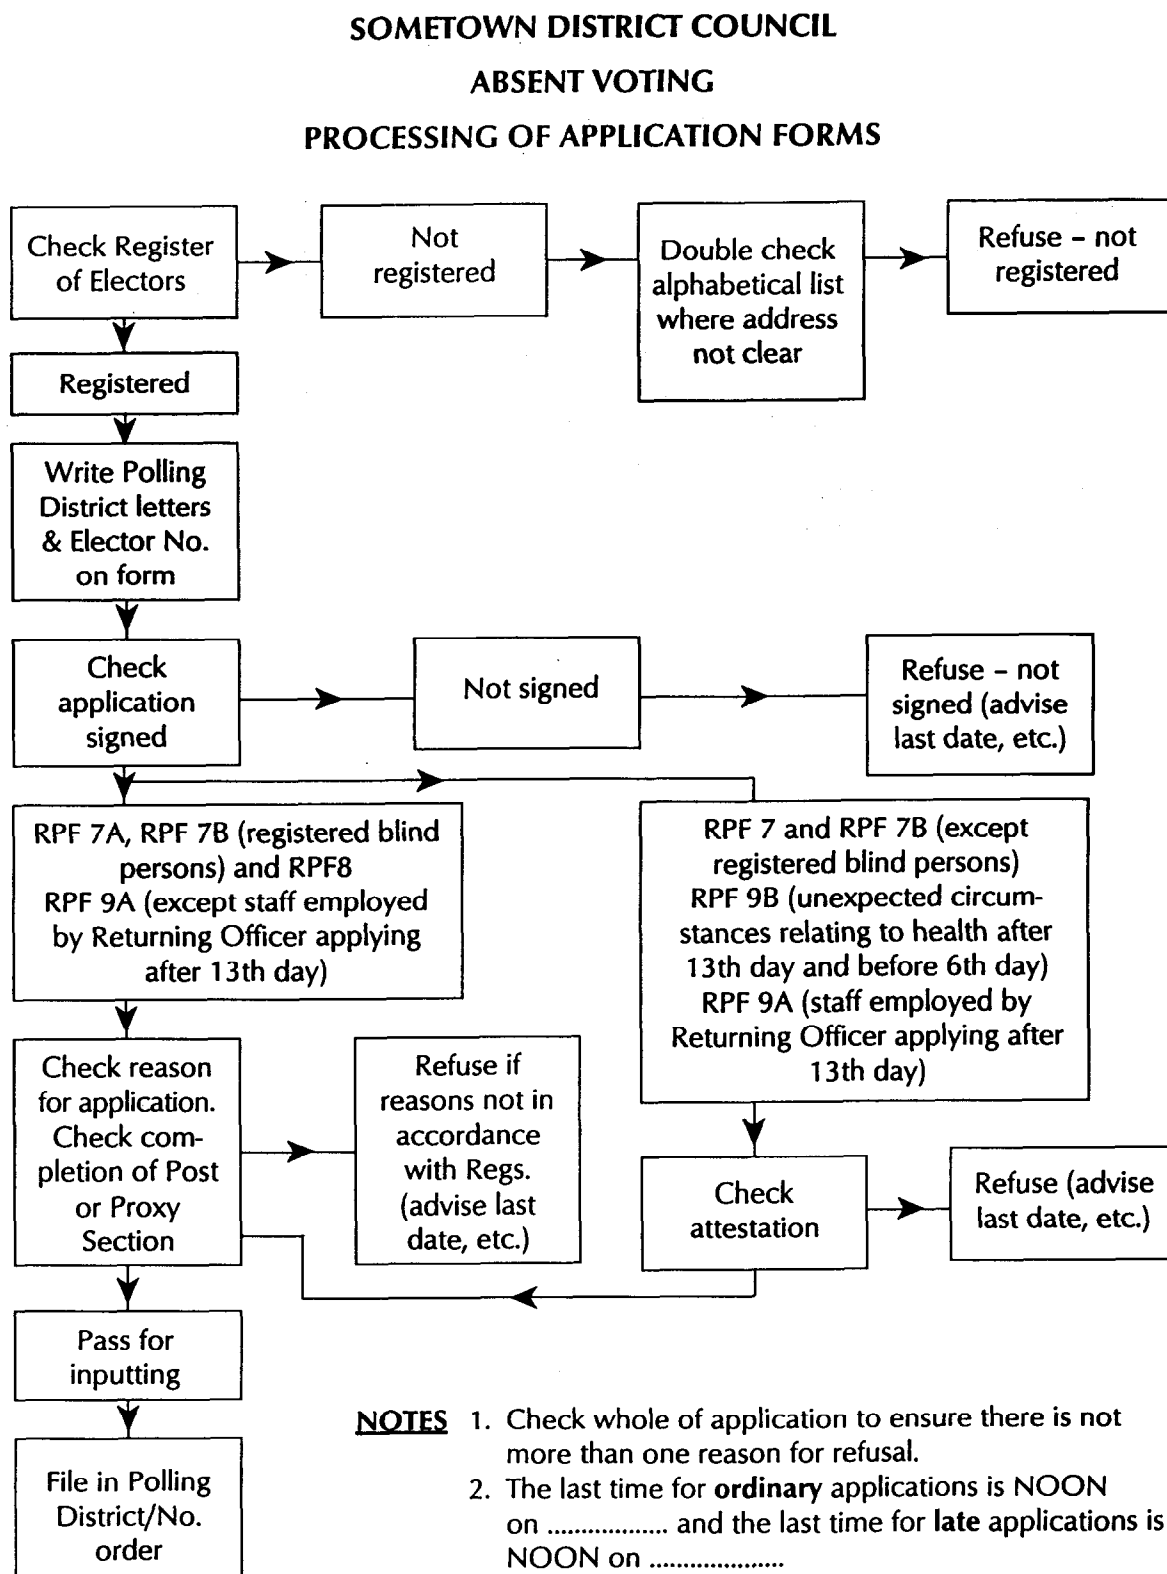 SOMETOWN DISTRICT COUNCIL
ABSENT VOTING
PROCESSING OF APPLICATION FORMS
Check Register
of Electors
Not
registered
Double check
alphabetical list
where address
not clear
Refuse – not
registered
Registered
Write Polling
District letters
& Elector No.
on form
Check
application
signed
Not signed
Refuse – not
signed (advise
last date, etc.)
RPF 7A, RPF 7B (registered blind
persons) and RPF8
RPF 9A (except staff employed
by Returning Officer applying
after 13th day)
RPF 7 and RPF 7B (except
registered blind persons)
RPF 9B (unexpected circum-
stances relating to health after
13th day and before 6th day)
RPF 9A (staff employed by
Returning Officer applying after
13th day)
Check reason
for application.
Check com-
pletion of Post
or Proxy
Section
Refuse if
reasons not in
accordance
with Regs.
(advise last
date, etc.)
Check
attestation
Refuse (advise
last date, etc.)
Pass for
inputting
File in Polling
District/No.
order
NOTES 1. Check whole of application to ensure there is not
more than one reason for refusal.
2. The last time for ordinary applications is NOON
on .................. and the last time for late applications is
NOON on .....................